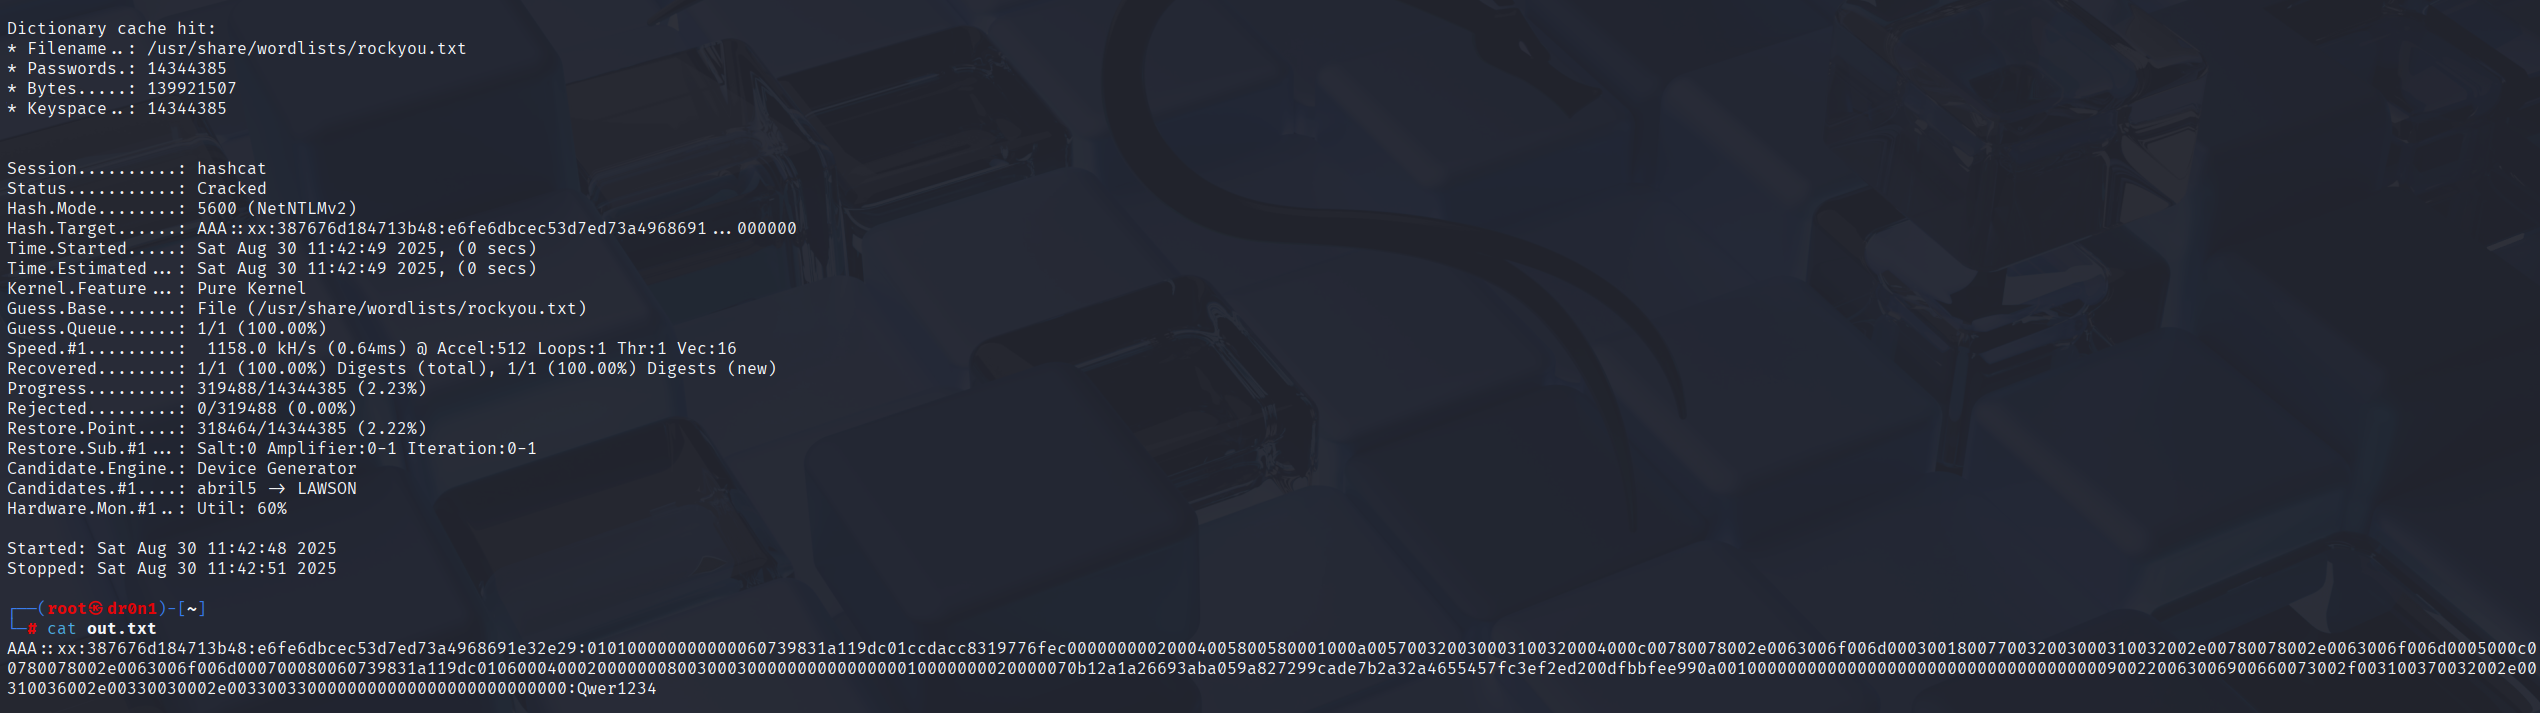 Dictionary cache hit:
* Filename..: /usr/share/wordlists/rockyou.txt
* Passwords.: 14344385
* Bytes.....: 139921507
* Keyspace..: 14344385
Session..........: hashcat
Status...........: Cracked
Hash.Mode........: 5600 (NetNTLMv2)
Hash.Target......: AAA::xx:387676d184713b48:e6fe6dbcec53d7ed73a4968691...000000
Time.Started.....: Sat Aug 30 11:42:49 2025, (0 secs)
Time.Estimated...: Sat Aug 30 11:42:49 2025, (0 secs)
Kernel.Feature...: Pure Kernel
Guess.Base.......: File (/usr/share/wordlists/rockyou.txt)
Guess.Queue......: 1/1 (100.00%)
Speed.#1.........:  1158.0 kH/s (0.64ms) @ Accel:512 Loops:1 Thr:1 Vec:16
Recovered........: 1/1 (100.00%) Digests (total), 1/1 (100.00%) Digests (new)
Progress.........: 319488/14344385 (2.23%)
Rejected.........: 0/319488 (0.00%)
Restore.Point....: 318464/14344385 (2.22%)
Restore.Sub.#1...: Salt:0 Amplifier:0-1 Iteration:0-1
Candidate.Engine.: Device Generator
Candidates.#1....: abril5 -> LAWSON
Hardware.Mon.#1..: Util: 60%
Started: Sat Aug 30 11:42:48 2025
Stopped: Sat Aug 30 11:42:51 2025
┌──(root㉿dr0n1)-[~]
└─# cat out.txt
AAA::xx:387676d184713b48:e6fe6dbcec53d7ed73a4968691e32e29:010100000000000060739831a119dc01ccdacc8319776fec00000000020004005800580001000a005700320030003100320004000c00780078002e0063006f006d00030018007700320030003100​32002e00780078002e0063006f006d0005000c0
0780078002e0063006f006d000700080060739831a119dc0106000400020000000800300030000000000000000100000000200000​70b12a1a26693aba059a827299cade7b2a32a4655457fc3ef2ed200dfbbfee990a0010000000000000000000000000000000000009002200630069006600730​02f003100370032002e00
310036002e00330030002e0033003300000000000000000000000000:Qwer1234